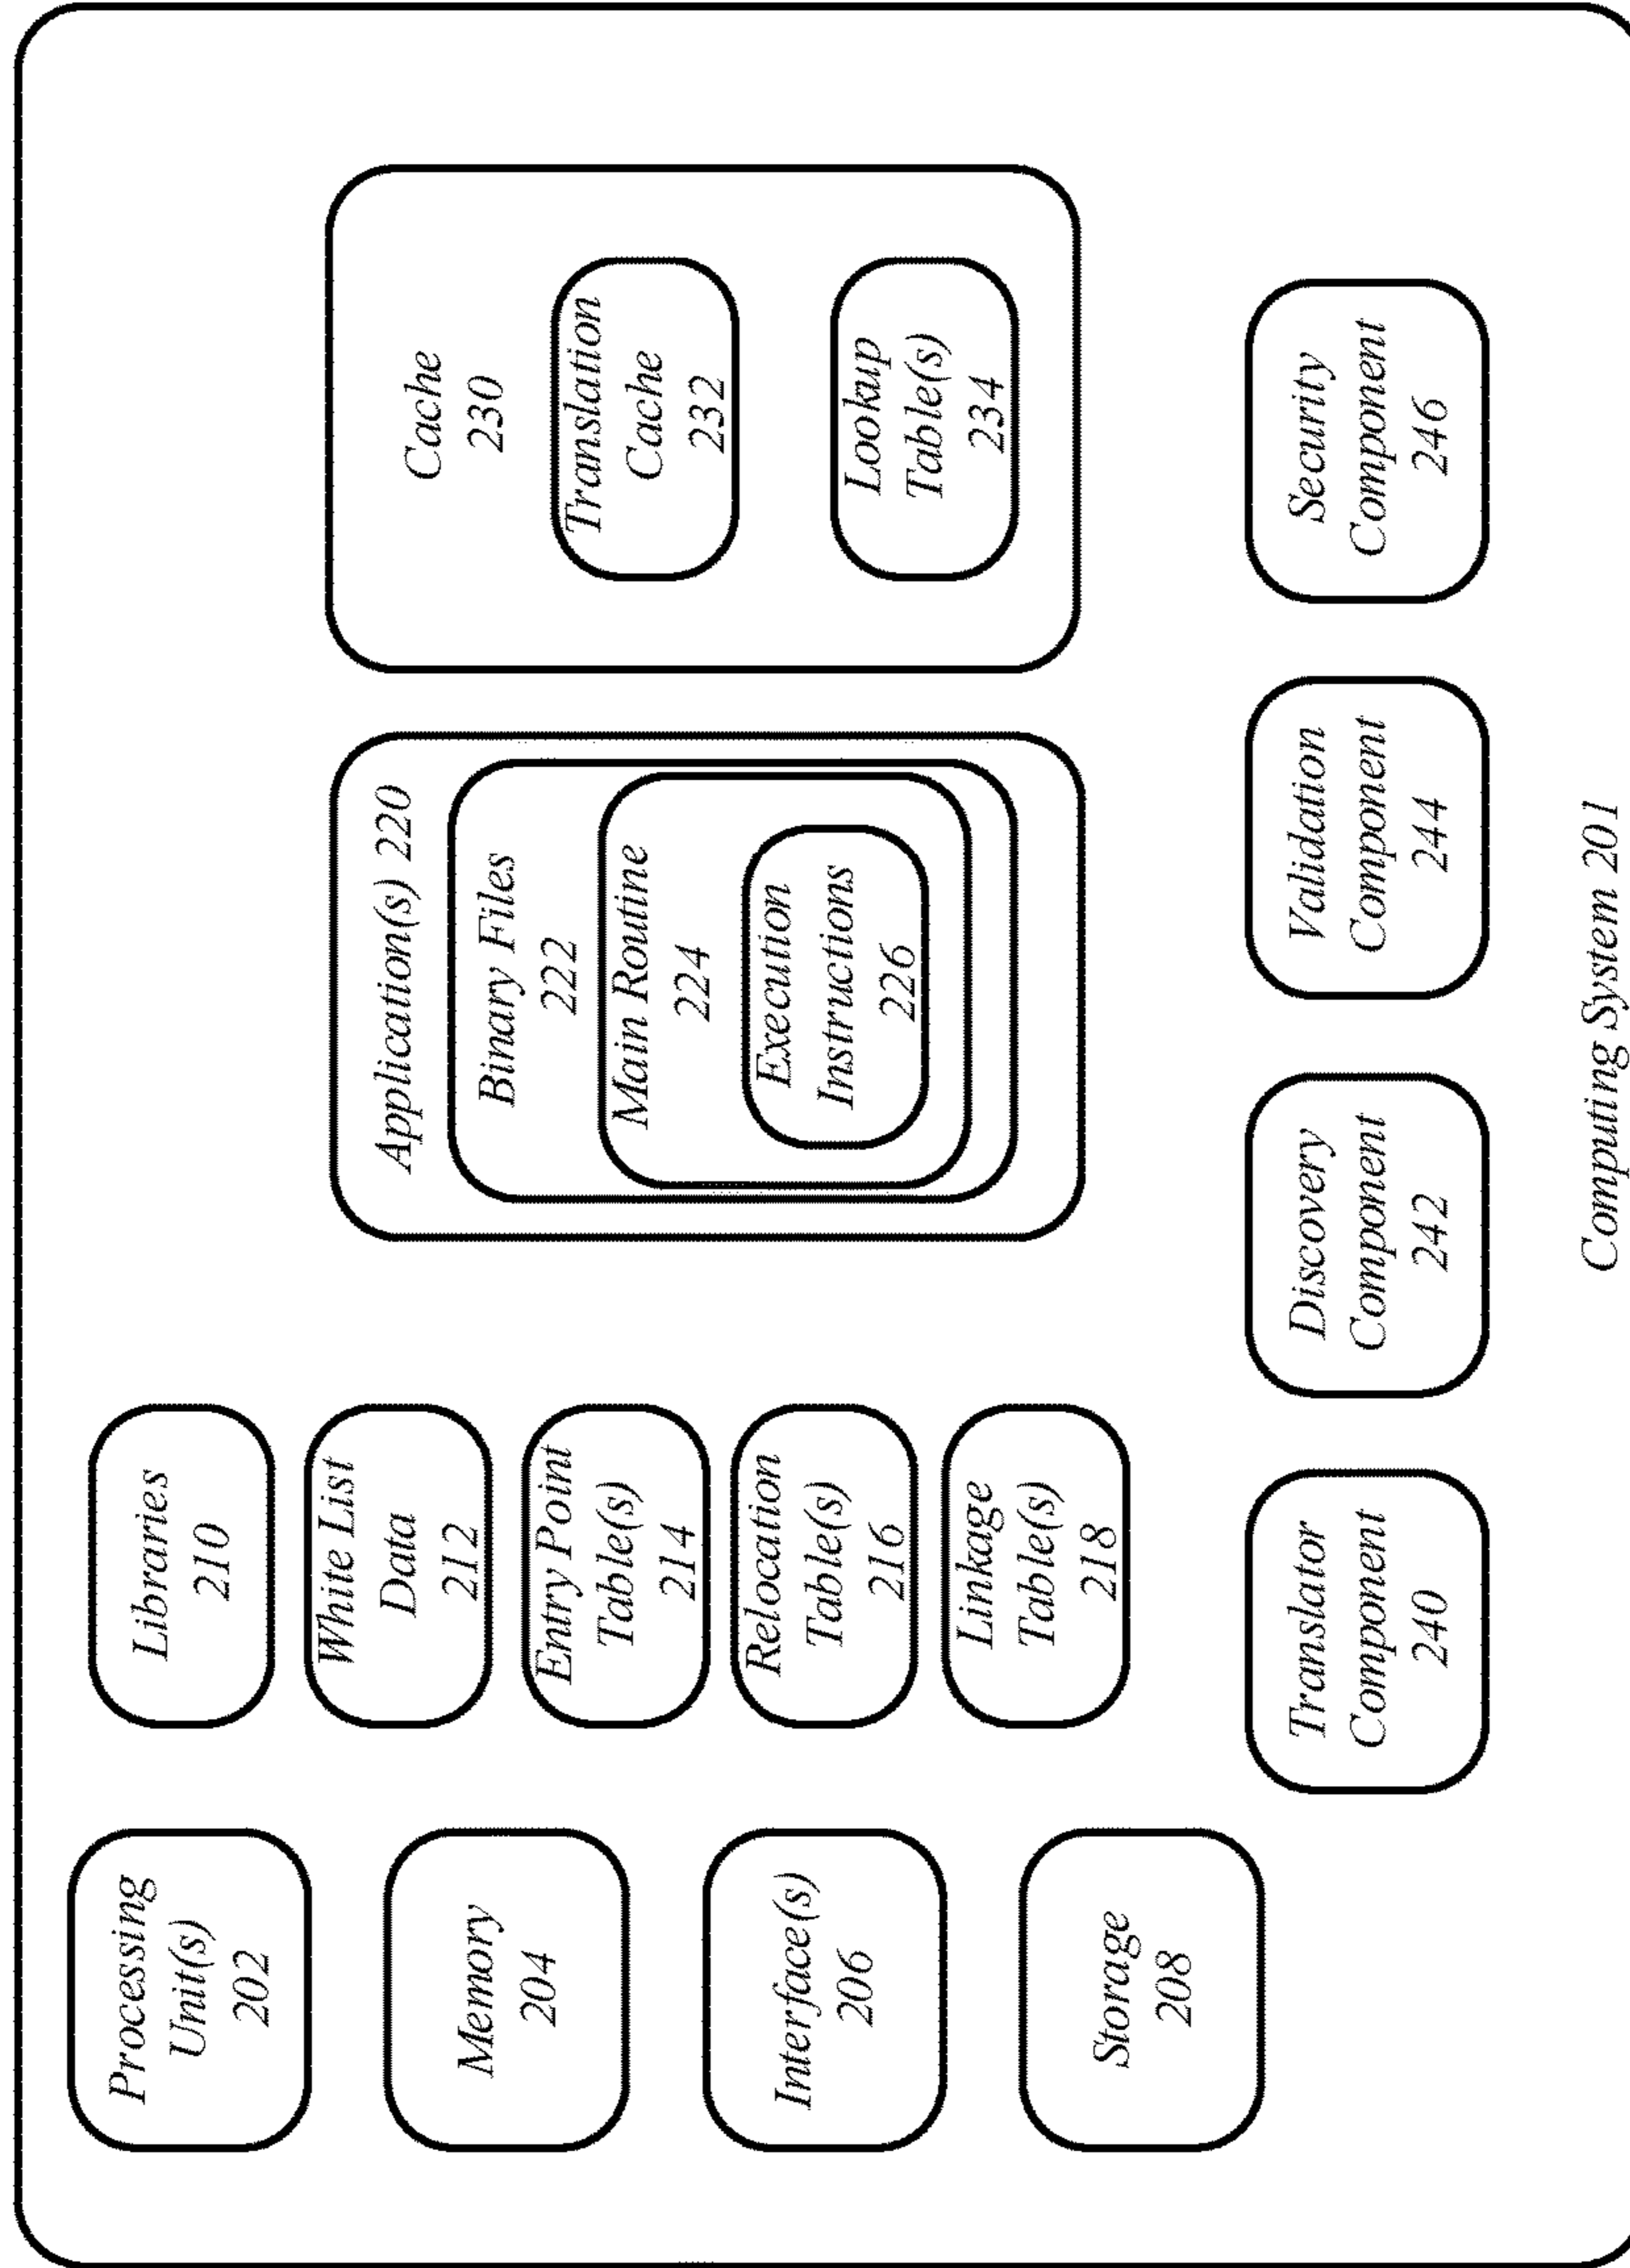 Processing
Unit(s)
202
Memory
204
Interface(s)
206
Storage
208
Libraries
210
White List
Data
212
Entry Point
Table(s)
214
Relocation
Table(s)
216
Linkage
Table(s)
218
Application(s) 220
Binary Files
222
Main Routine
224
Execution
Instructions
226
Cache
230
Translation
Cache
232
Lookup
Table(s)
234
Translator
Component
240
Discovery
Component
242
Validation
Component
244
Security
Component
246
Computing System 201